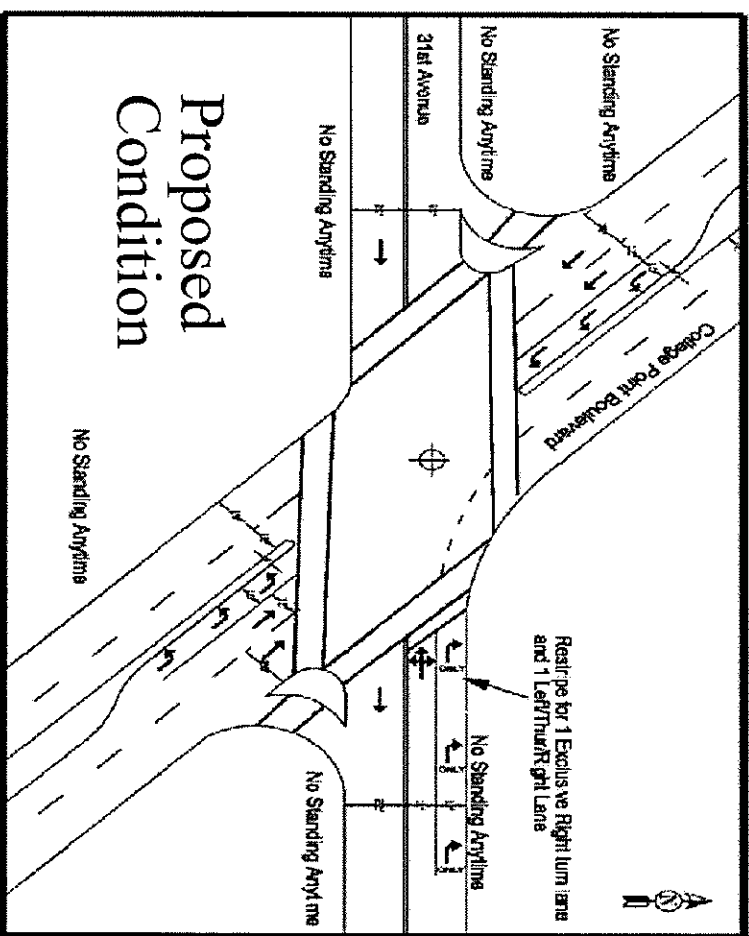 No Standing Anytime
No Standing Anytime
31st Avenue
No Standing Anytime
Proposed
Condition
College Point Boulevard
No Standing Anytime
Restripe for 1 Exclusive Right turn lane
and 1 Left/Thur/Right Lane
ONLY
ONLY
ONLY
No Standing Anytime
No Standing Anytime
N